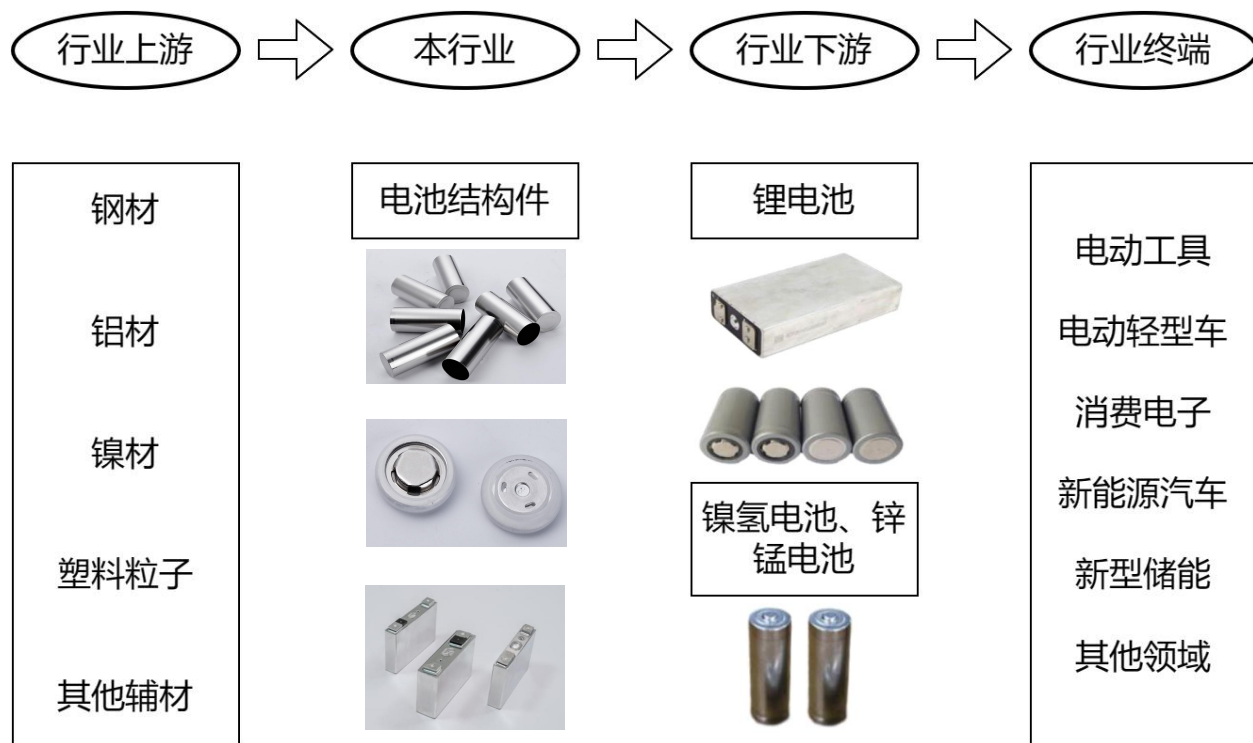 行业上游
本行业
行业下游
行业终端
钢材
铝材
镍材
塑料粒子
其他辅材
电池结构件
锂电池
镍氢电池、锌
锰电池
电动工具
电动轻型车
消费电子
新能源汽车
新型储能
其他领域